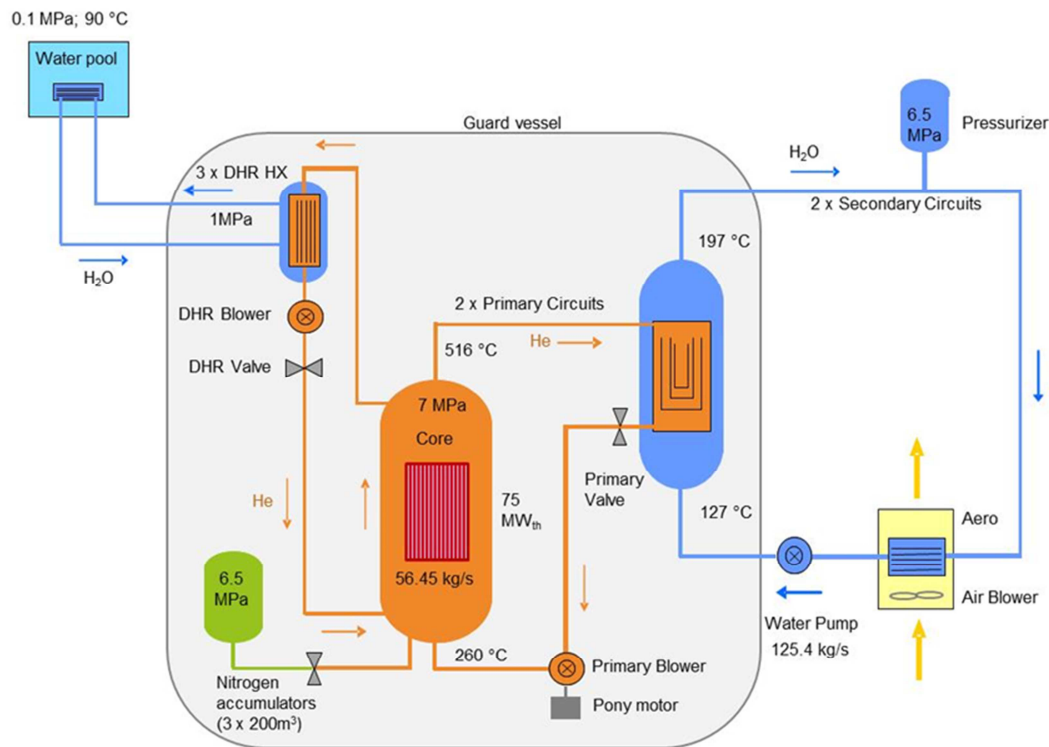 0.1 MPa; 90 °C
Water pool
Guard vessel
6.5
MPa
Pressurizer
H₂O
3 x DHR HX
2 x Secondary Circuits
1MPa
197 °C
H₂O
DHR Blower
2 x Primary Circuits
He
516 °C
DHR Valve
7 MPa
Core
Primary
Valve
He
75
MWth
127 °C
Aero
6.5
MPa
56.45 kg/s
Air Blower
Water Pump
125.4 kg/s
260 °C
Primary Blower
Nitrogen
accumulators
(3 x 200m³)
Pony motor